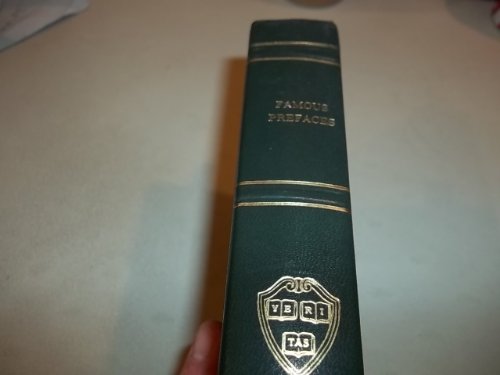 FAMOUS
PREFACES
VE RI
TAS